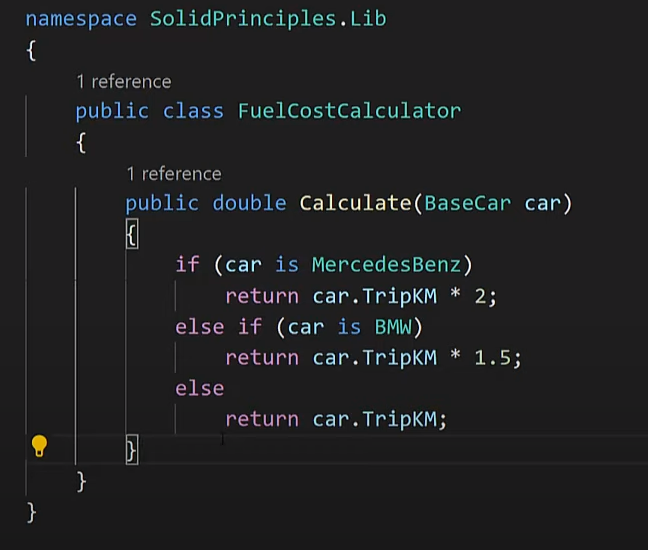 namespace SolidPrinciples.Lib
{
1 reference
public class FuelCostCalculator
{
1 reference
public double Calculate(BaseCar car)
{
if (car is MercedesBenz)
return car.TripKM * 2;
else if (car is BMW)
return car.TripKM * 1.5;
else
return car.TripKM;
}
}
}